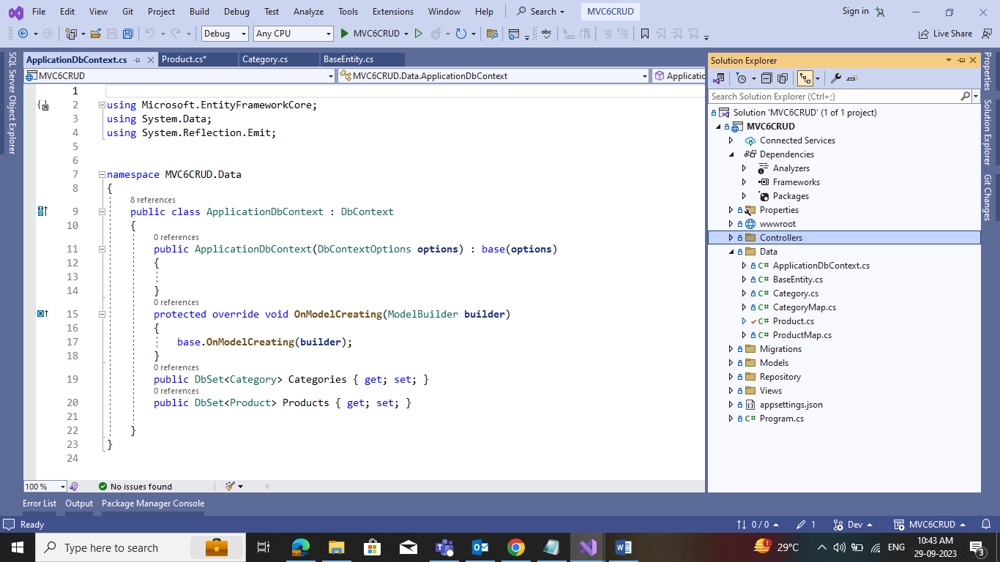 File Edit View Git Project Build Debug Test Analyze Tools Extensions Window Help Search MVC6CRUD Sign in
Debug Any CPU MVC6CRUD abc Live Share
ApplicationDbContext.cs Product.cs* Category.cs BaseEntity.cs
MVC6CRUD MVC6CRUD.Data.ApplicationDbContext Applicatio
SQL Server Object Explorer
1
2 using Microsoft.EntityFrameworkCore;
3 using System.Data;
4 using System.Reflection.Emit;
5
6
7 namespace MVC6CRUD.Data
8 {
8 references
9 public class ApplicationDbContext : DbContext
10 {
0 references
11 public ApplicationDbContext(DbContextOptions options) : base(options)
12 {
13
14 }
0 references
15 protected override void OnModelCreating(ModelBuilder builder)
16 {
17 base.OnModelCreating(builder);
18 }
0 references
19 public DbSet<Category> Categories { get; set; }
0 references
20 public DbSet<Product> Products { get; set; }
21
22 }
23 }
24
100 % No issues found
Solution Explorer
Search Solution Explorer (Ctrl+;)
Solution 'MVC6CRUD' (1 of 1 project)
MVC6CRUD
Connected Services
Dependencies
Analyzers
Frameworks
Packages
Properties
wwwroot
Controllers
Data
C# ApplicationDbContext.cs
C# BaseEntity.cs
C# Category.cs
C# CategoryMap.cs
C# Product.cs
C# ProductMap.cs
Migrations
Models
Repository
Views
appsettings.json
C# Program.cs
Properties
Solution Explorer
Git Changes
Error List Output Package Manager Console
Ready 0 / 0 1 Dev MVC6CRUD
Type here to search 1 29°C ENG 10:43 AM
29-09-2023 3